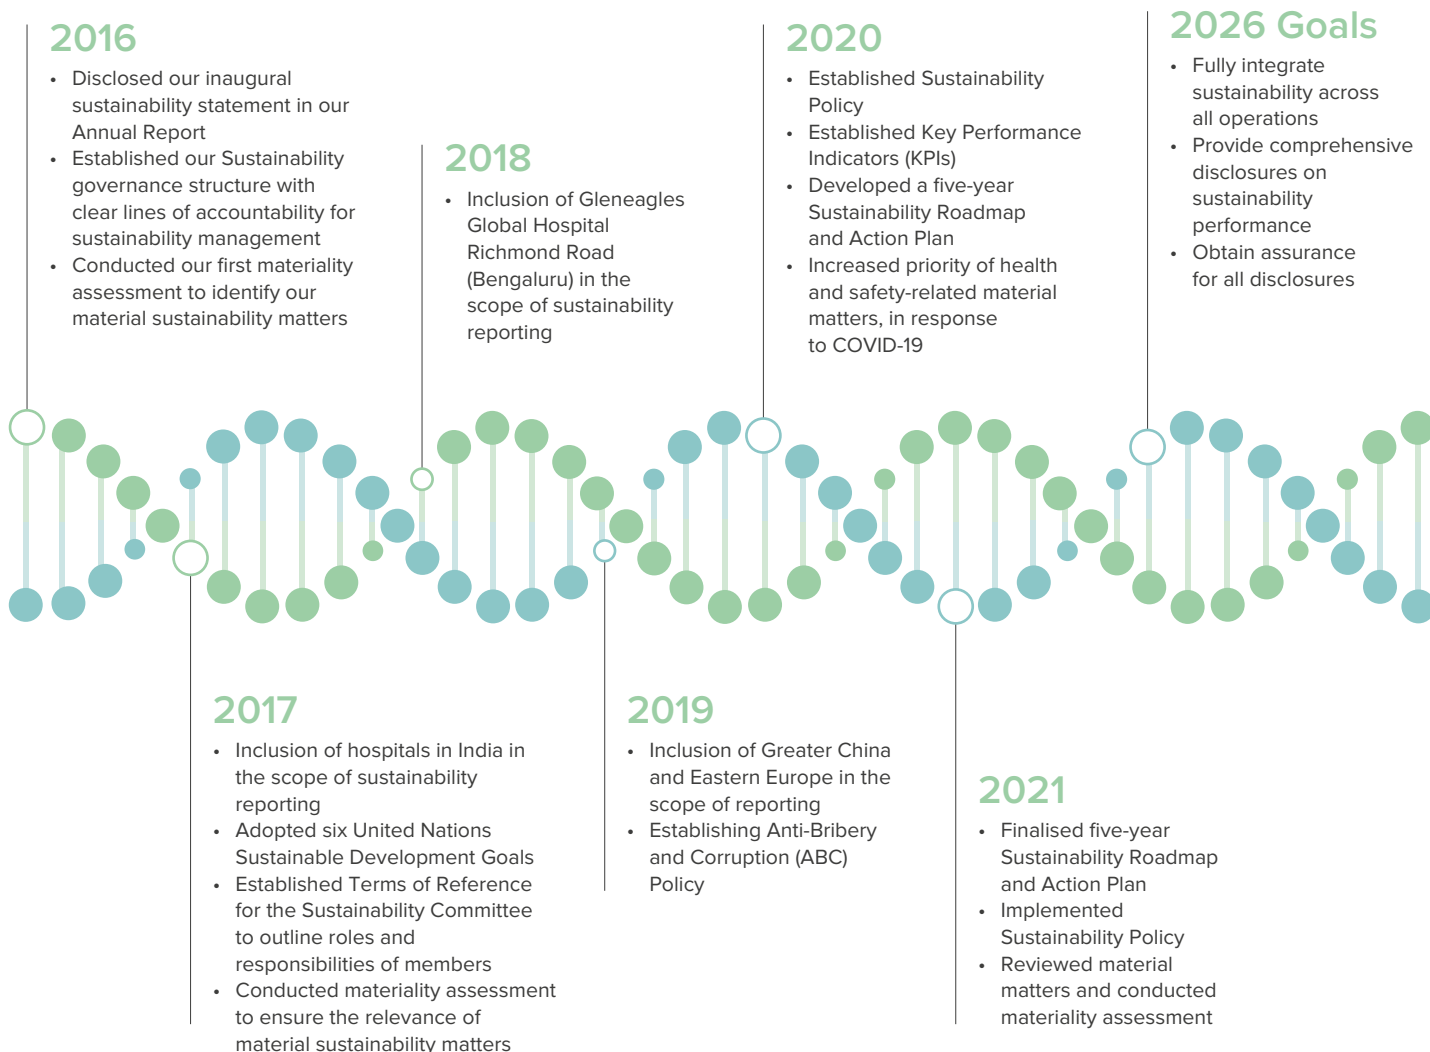 2016
• Disclosed our inaugural
sustainability statement in our
Annual Report
• Established our Sustainability
governance structure with
clear lines of accountability for
sustainability management
• Conducted our first materiality
assessment to identify our
material sustainability matters
2017
• Inclusion of hospitals in India in
the scope of sustainability
reporting
• Adopted six United Nations
Sustainable Development Goals
• Established Terms of Reference
for the Sustainability Committee
to outline roles and
responsibilities of members
• Conducted materiality assessment
to ensure the relevance of
material sustainability matters
2018
• Inclusion of Gleneagles
Global Hospital
Richmond Road
(Bengaluru) in the
scope of sustainability
reporting
2019
• Inclusion of Greater China
and Eastern Europe in the
scope of reporting
• Establishing Anti-Bribery
and Corruption (ABC)
Policy
2020
• Established Sustainability
Policy
• Established Key Performance
Indicators (KPIs)
• Developed a five-year
Sustainability Roadmap
and Action Plan
• Increased priority of health
and safety-related material
matters, in response
to COVID-19
2021
• Finalised five-year
Sustainability Roadmap
and Action Plan
• Implemented
Sustainability Policy
• Reviewed material
matters and conducted
materiality assessment
2026 Goals
• Fully integrate
sustainability across
all operations
• Provide comprehensive
disclosures on
sustainability
performance
• Obtain assurance
for all disclosures